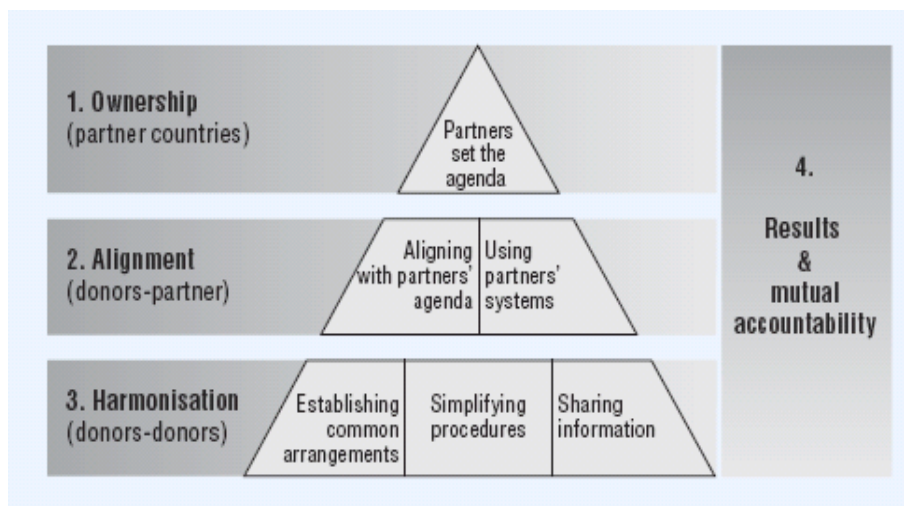 1. Ownership
(partner countries)
Partners
set the
agenda
2. Alignment
(donors-partner)
Aligning
with partners'
agenda
Using
partners'
systems
3. Harmonisation
(donors-donors)
Establishing
common
arrangements
Simplifying
procedures
Sharing
information
4.
Results
&
mutual
accountability